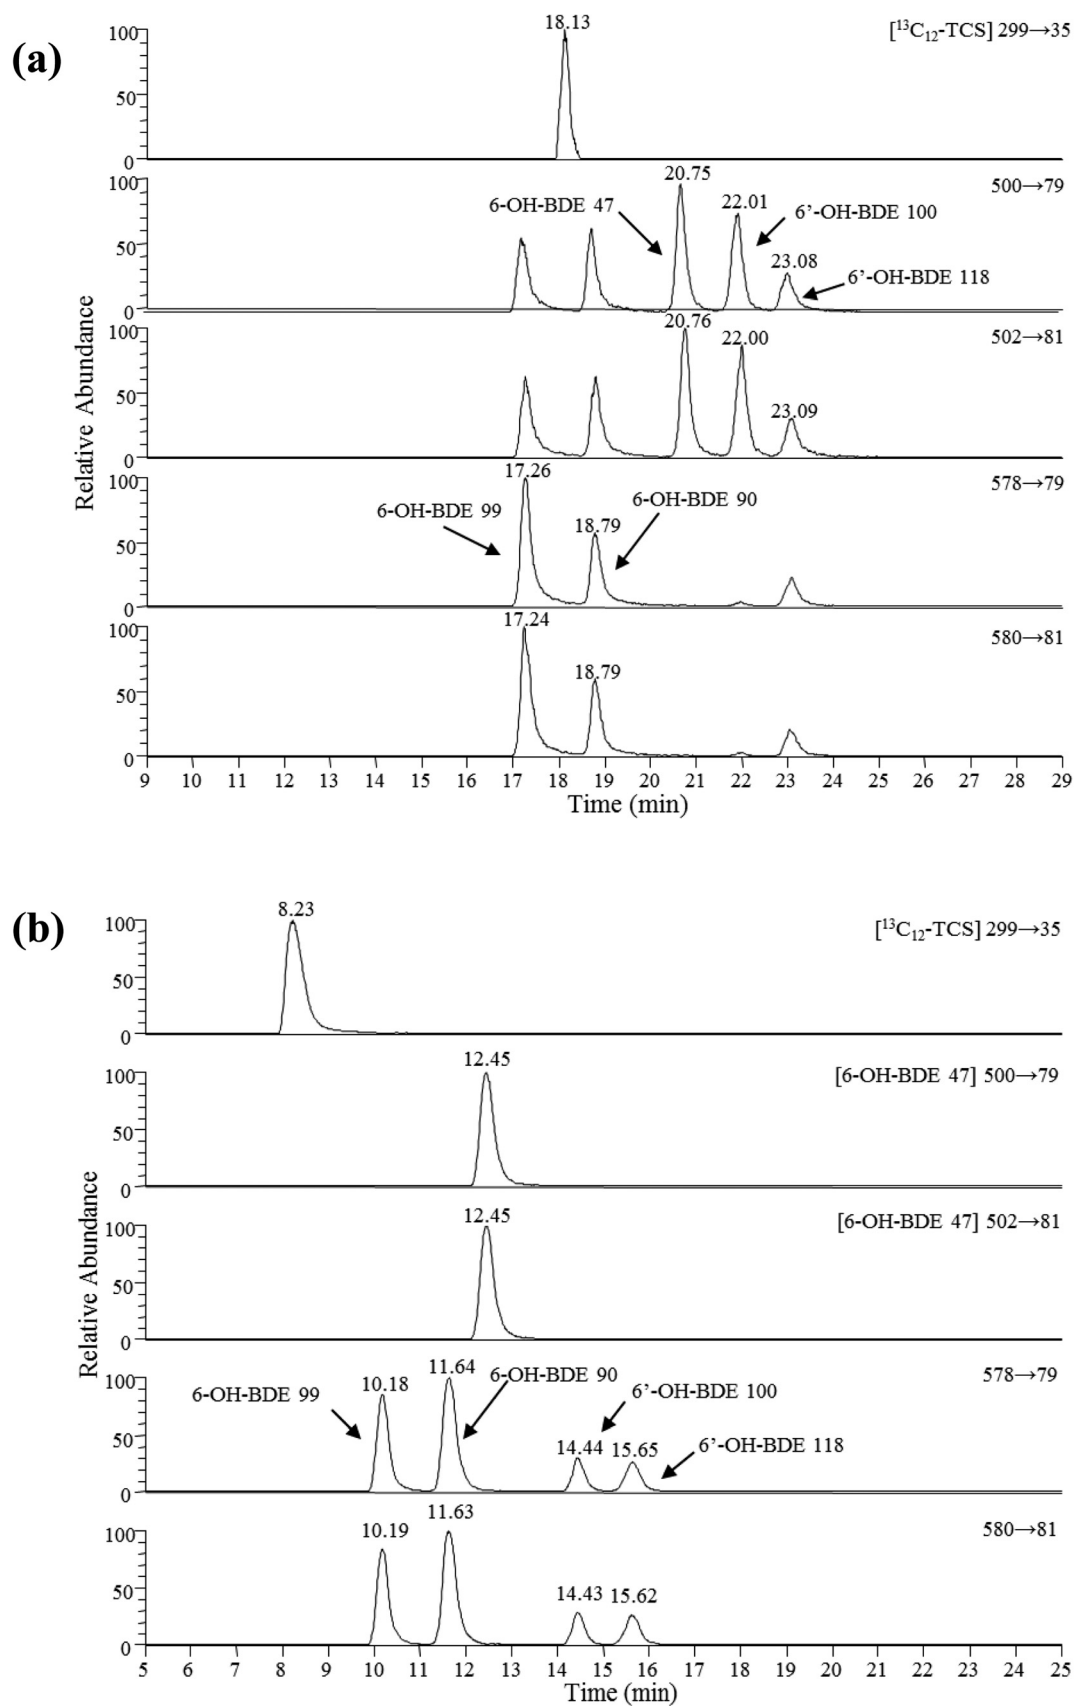 (a)
18.13
[¹³C₁₂-TCS] 299→35
100
50
0
20.75
500→79
100
6-OH-BDE 47
22.01
6’-OH-BDE 100
50
23.08
6’-OH-BDE 118
0
20.76
502→81
100
22.00
50
23.09
0
17.26
578→79
100
6-OH-BDE 99
6-OH-BDE 90
18.79
50
0
17.24
580→81
100
18.79
50
0
Relative Abundance
9 10 11 12 13 14 15 16 17 18 19 20 21 22 23 24 25 26 27 28 29
Time (min)
(b)
8.23
[¹³C₁₂-TCS] 299→35
100
50
0
12.45
[6-OH-BDE 47] 500→79
100
50
0
12.45
[6-OH-BDE 47] 502→81
100
50
0
11.64
6-OH-BDE 90
578→79
100
10.18
6-OH-BDE 99
6’-OH-BDE 100
50
14.44 15.65
6’-OH-BDE 118
0
11.63
580→81
100
10.19
50
14.43 15.62
0
Relative Abundance
5 6 7 8 9 10 11 12 13 14 15 16 17 18 19 20 21 22 23 24 25
Time (min)